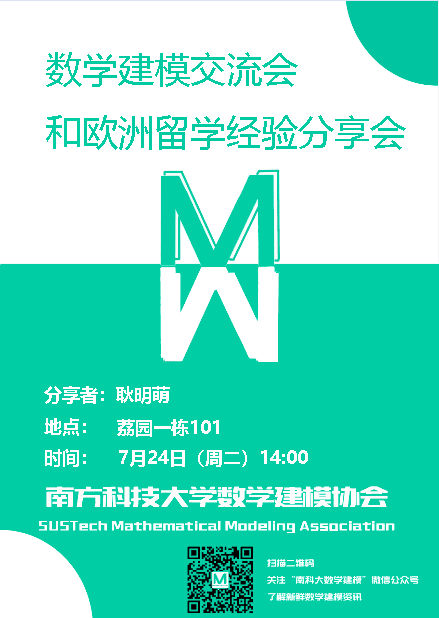 数学建模交流会
和欧洲留学经验分享会
M
M
分享者：耿明萌
地点： 荔园一栋101
时间： 7月24日（周二）14:00
南方科技大学数学建模协会
SUSTech Mathematical Modeling Association
M
扫描二维码
关注“南科大数学建模”微信公众号
了解新鲜数学建模资讯